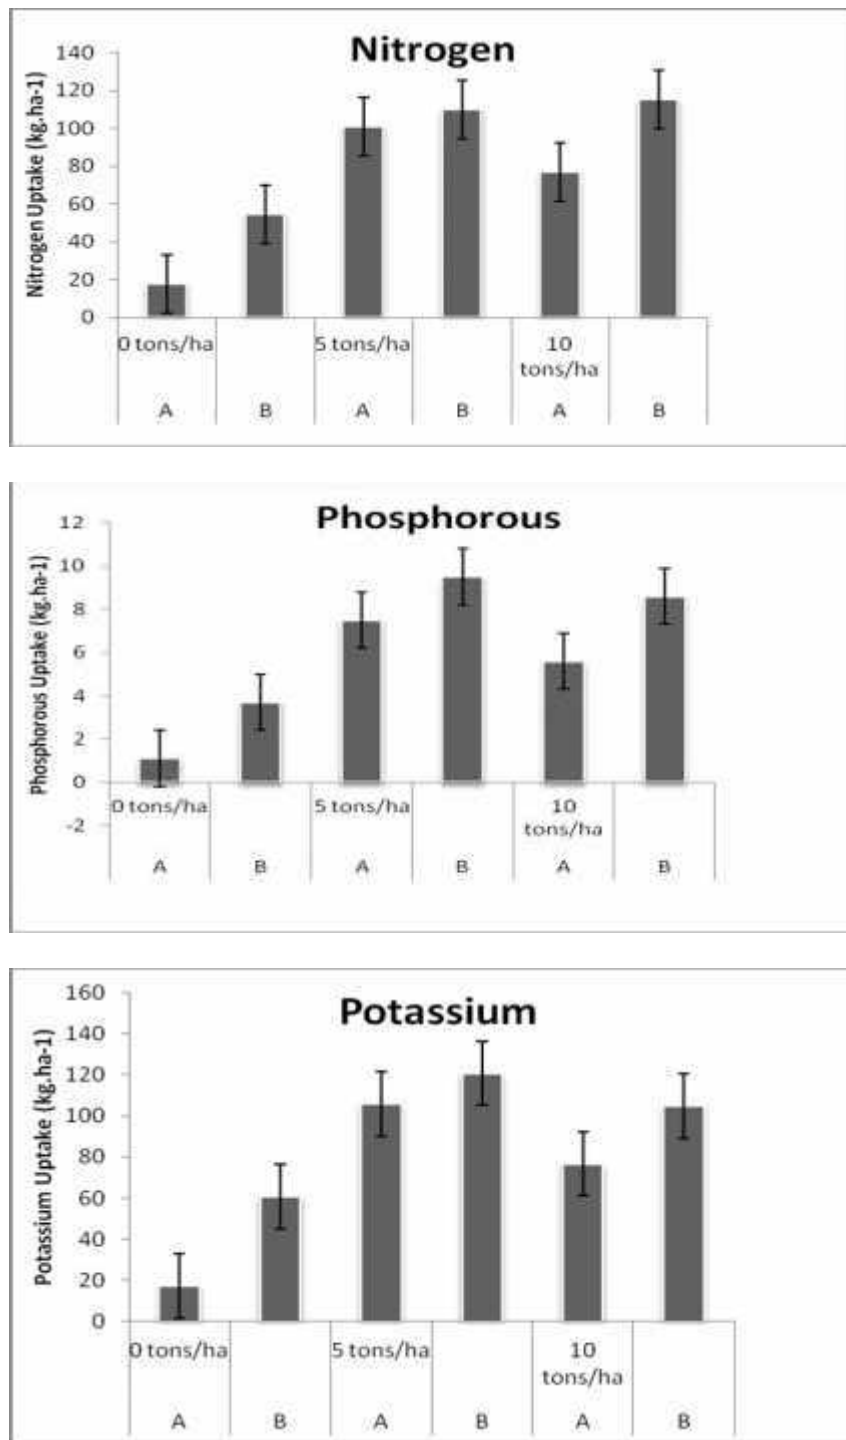 Nitrogen
Nitrogen Uptake (kg.ha-1)
140
120
100
80
60
40
20
0
0 tons/ha 5 tons/ha 10 tons/ha
A B A B A B
Phosphorous
Phosphorous Uptake (kg.ha-1)
12
10
8
6
4
2
0
-2
0 tons/ha 5 tons/ha 10 tons/ha
A B A B A B
Potassium
Potassium Uptake (kg.ha-1)
160
140
120
100
80
60
40
20
0
0 tons/ha 5 tons/ha 10 tons/ha
A B A B A B